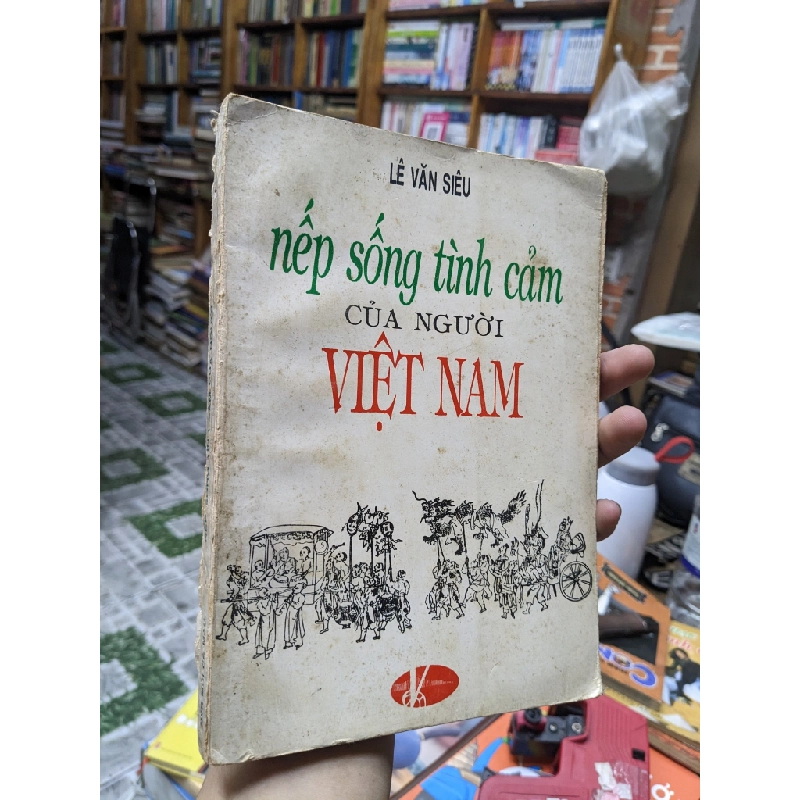 LÊ VĂN SIÊU
nếp sống tình cảm
CỦA NGƯỜI
VIỆT NAM